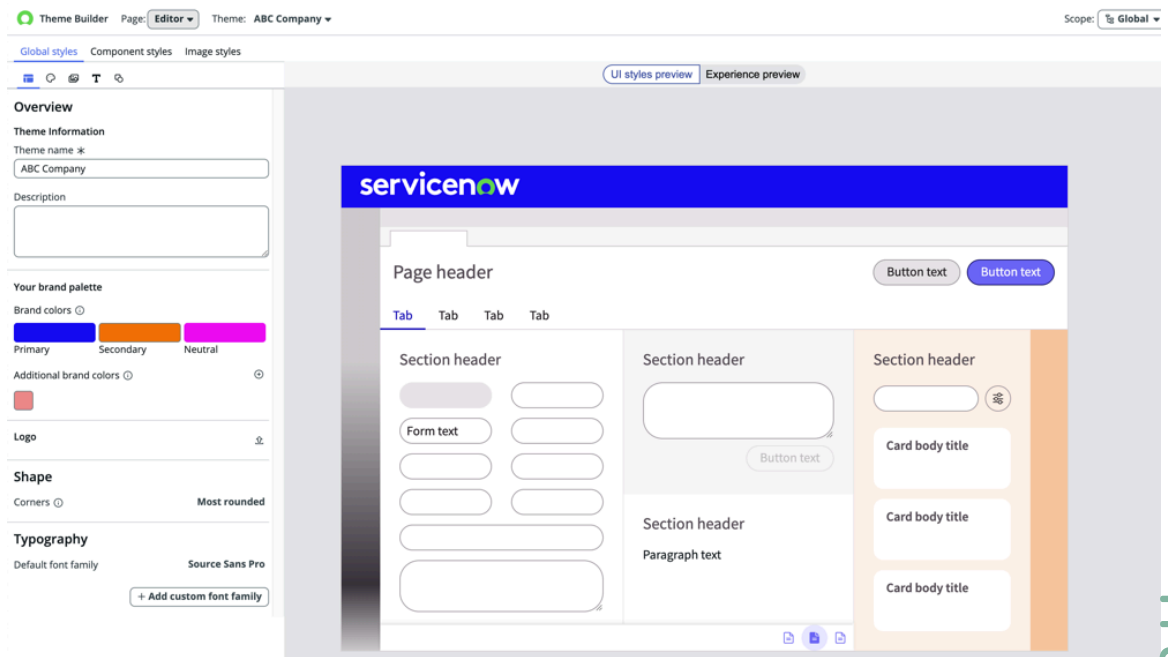 Theme Builder Page: Editor Theme: ABC Company Scope: Global
Global styles Component styles Image styles
UI styles preview Experience preview
Overview
Theme Information
Theme name *
ABC Company
Description
Your brand palette
Brand colors
Primary Secondary Neutral
Additional brand colors
Logo
Shape
Corners Most rounded
Typography
Default font family Source Sans Pro
+ Add custom font family
servicenow
Page header Button text Button text
Tab Tab Tab Tab
Section header
Form text
Section header
Button text
Section header
Paragraph text
Section header
Card body title
Card body title
Card body title